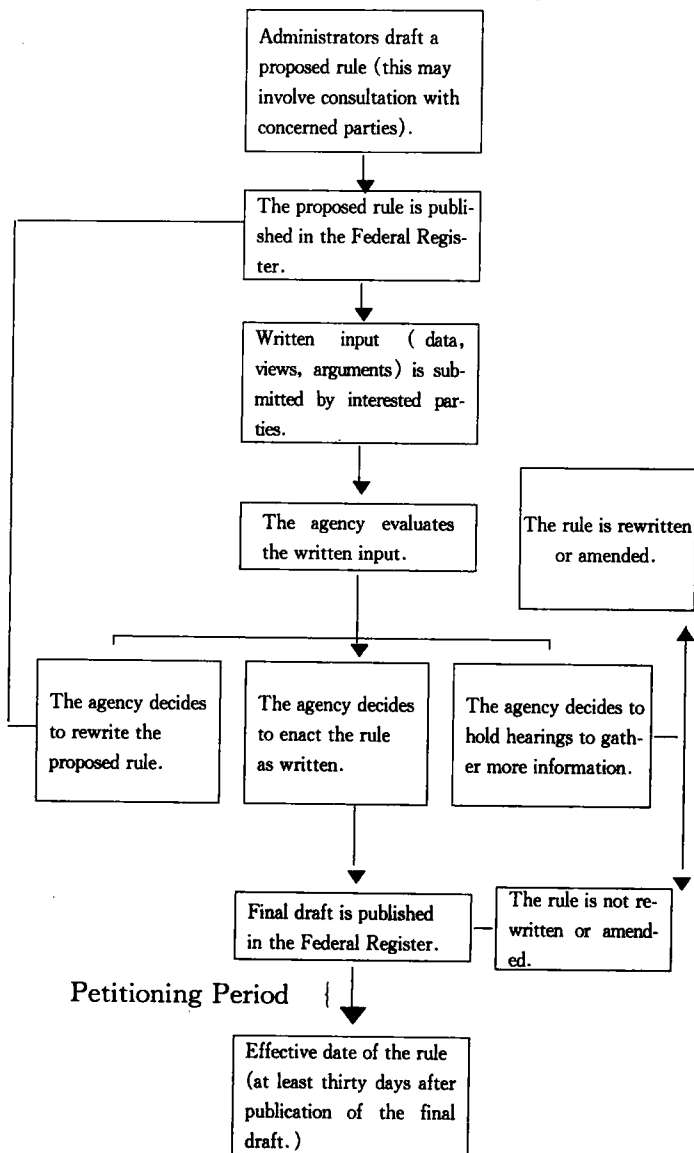 Administrators draft a
proposed rule (this may
involve consultation with
concerned parties).
The proposed rule is publi-
shed in the Federal Regis-
ter.
Written input ( data,
views, arguments) is sub-
mitted by interested par-
ties.
The agency evaluates
the written input.
The rule is rewritten
or amended.
The agency decides
to rewrite the
proposed rule.
The agency decides
to enact the rule
as written.
The agency decides to
hold hearings to gath-
er more information.
Final draft is published
in the Federal Register.
The rule is not re-
written or amend-
ed.
Petitioning Period {
Effective date of the rule
(at least thirty days after
publication of the final
draft.)